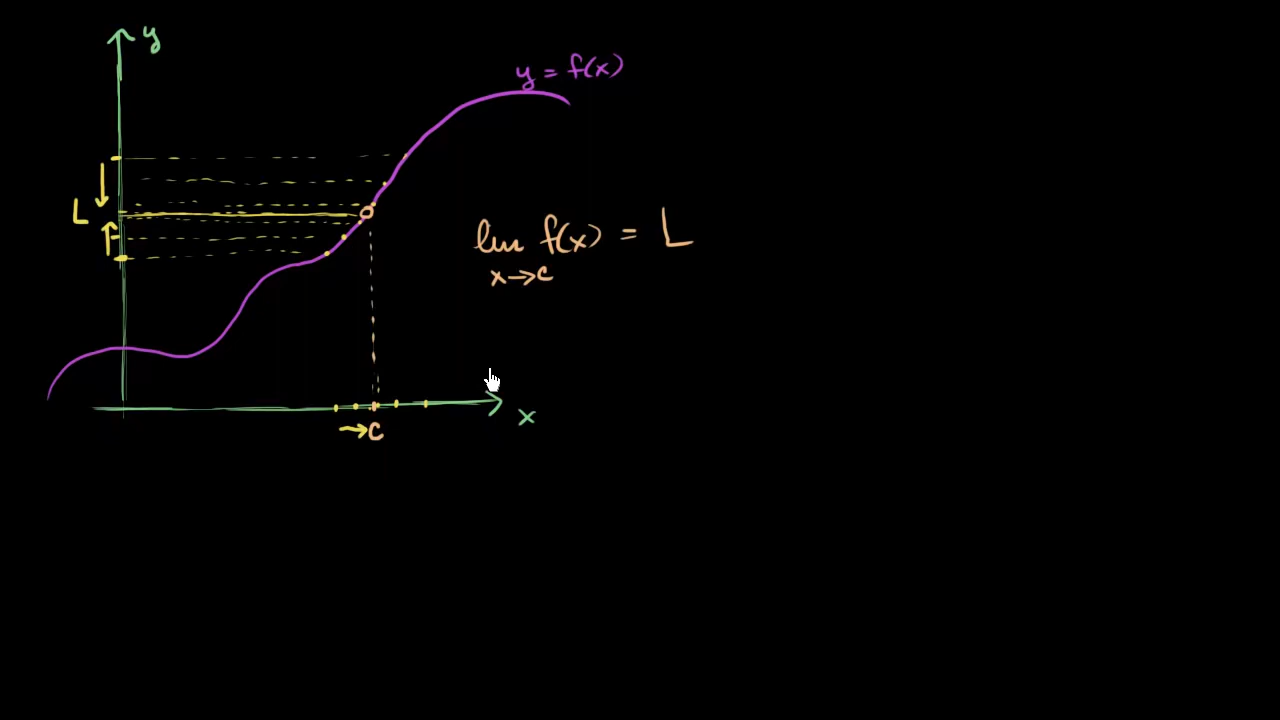 y
y = f(x)
L
lim f(x) = L
x→c
x
→c